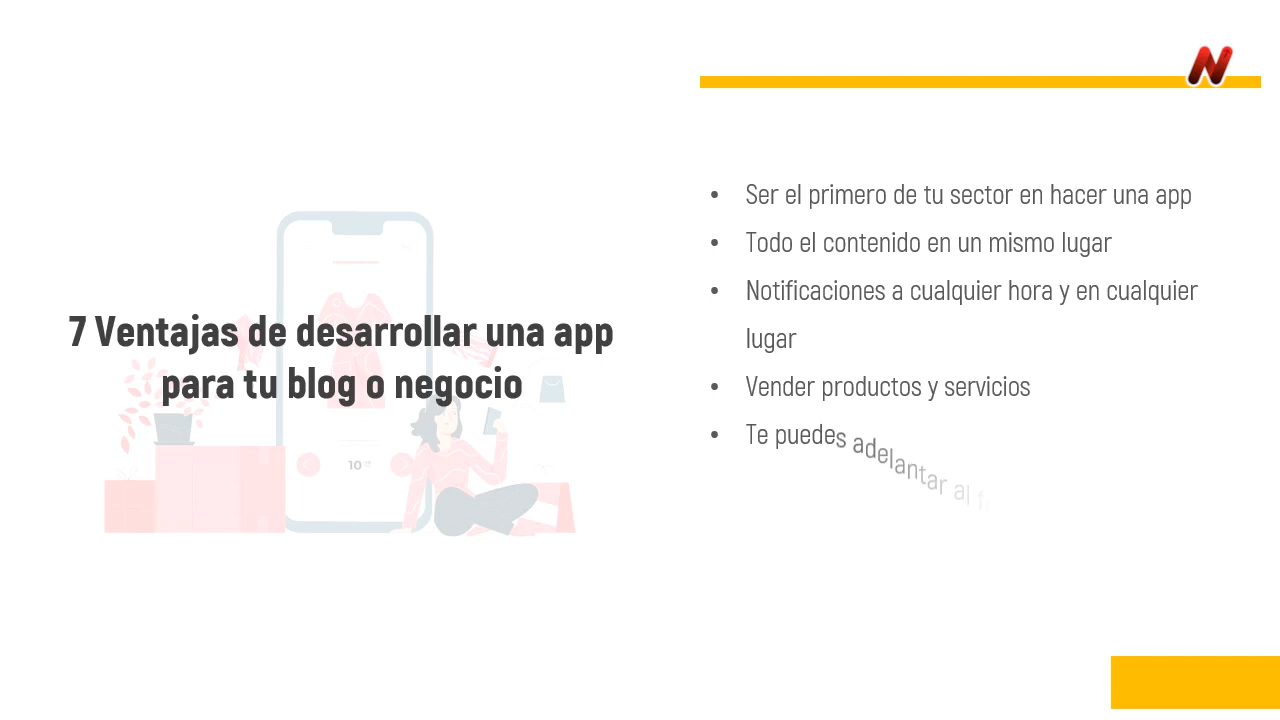 7 Ventajas de desarrollar una app
para tu blog o negocio
• Ser el primero de tu sector en hacer una app
• Todo el contenido en un mismo lugar
• Notificaciones a cualquier hora y en cualquier
lugar
• Vender productos y servicios
• Te puedes adelantar al
10
N